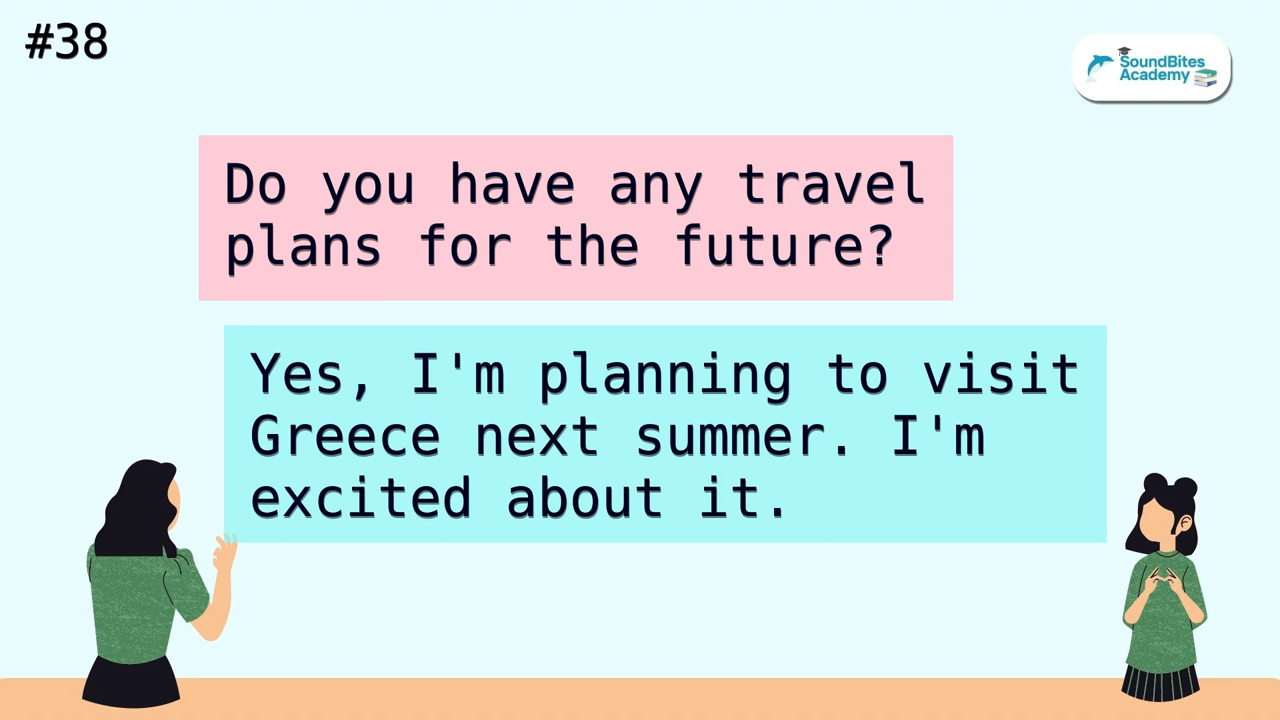 #38
SoundBites
Academy
Do you have any travel
plans for the future?
Yes, I'm planning to visit
Greece next summer. I'm
excited about it.